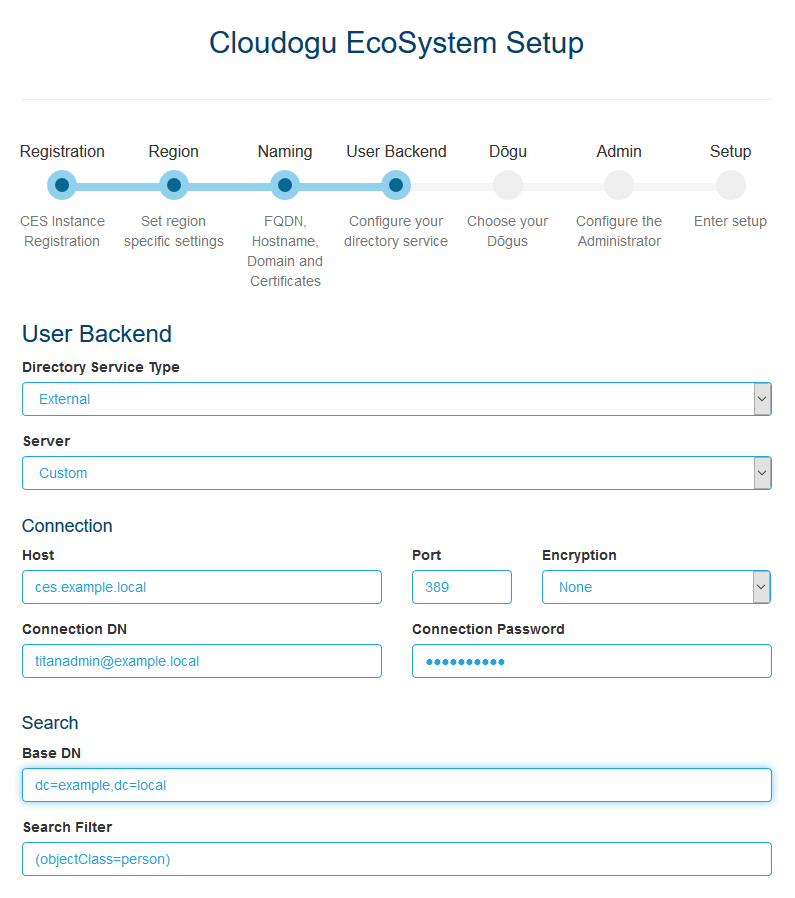 Cloudogu EcoSystem Setup
Registration Region Naming User Backend Dōgu Admin Setup
CES Instance Registration
Set region specific settings
FQDN, Hostname, Domain and Certificates
Configure your directory service
Choose your Dōgus
Configure the Administrator
Enter setup
User Backend
Directory Service Type
External
Server
Custom
Connection
Host Port Encryption
ces.example.local 389 None
Connection DN Connection Password
titanadmin@example.local ●●●●●●●●●●
Search
Base DN
dc=example,dc=local
Search Filter
(objectClass=person)